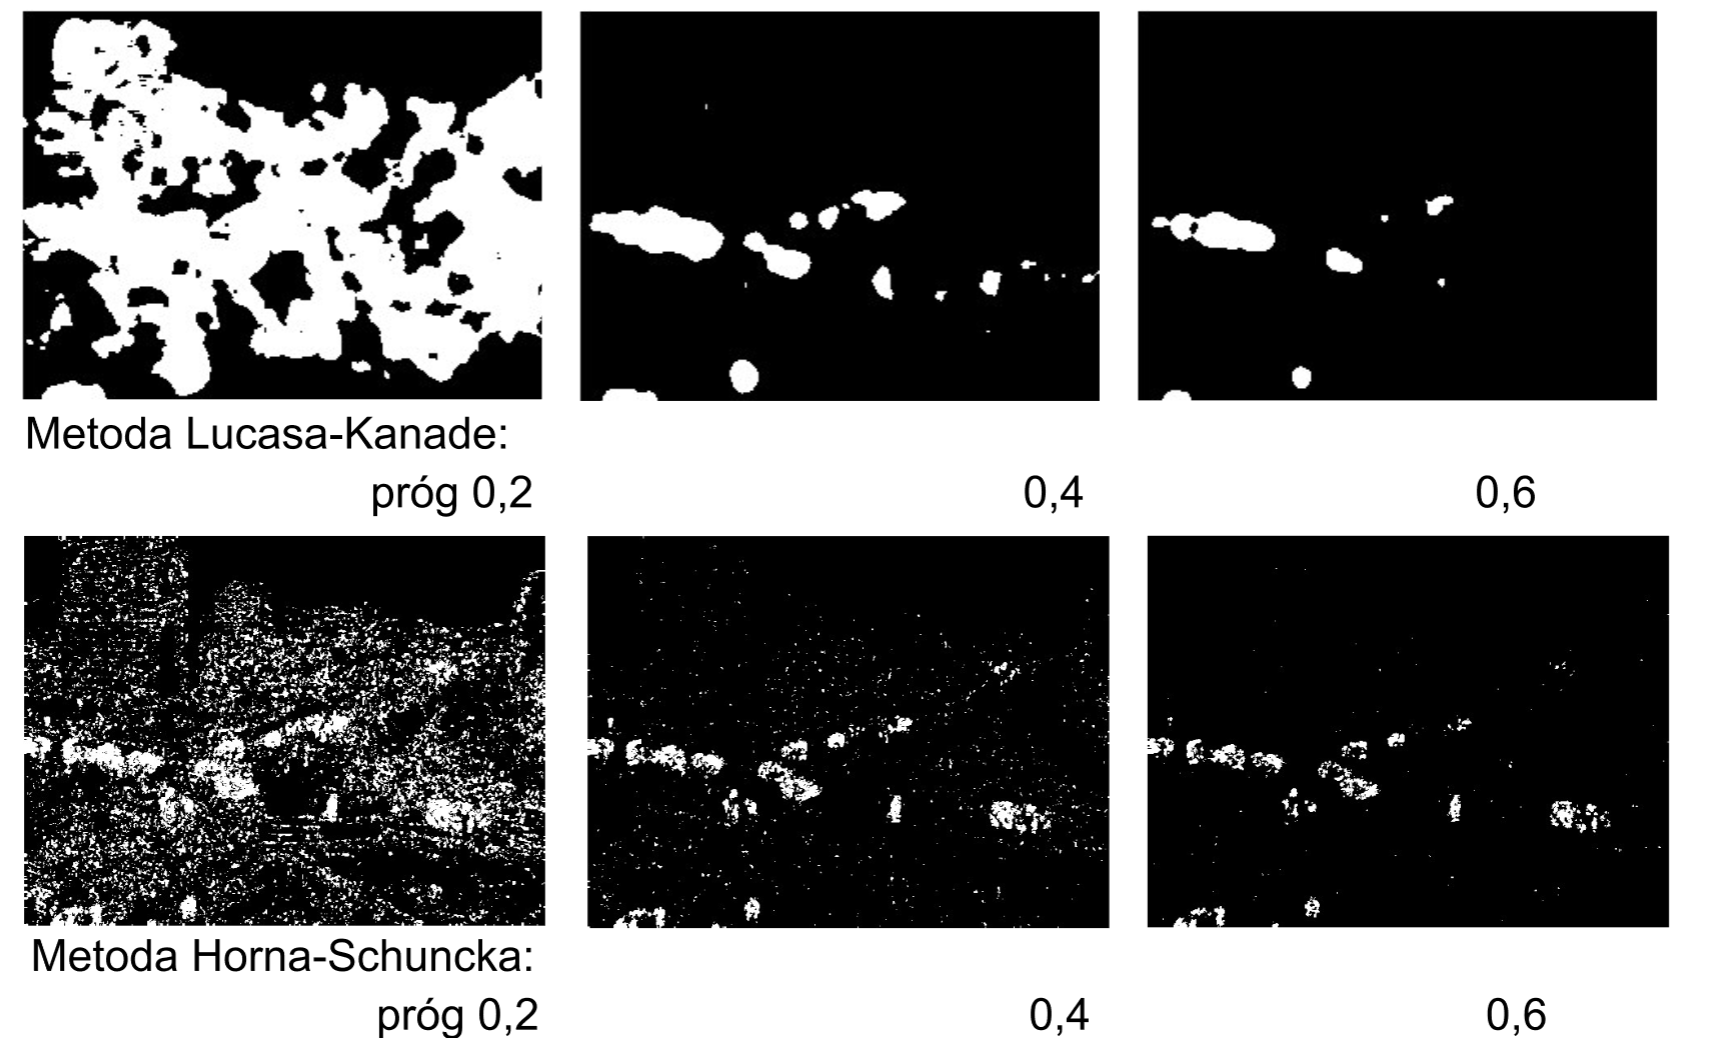 Metoda Lucasa-Kanade:
próg 0,2 0,4 0,6
Metoda Horna-Schuncka:
próg 0,2 0,4 0,6